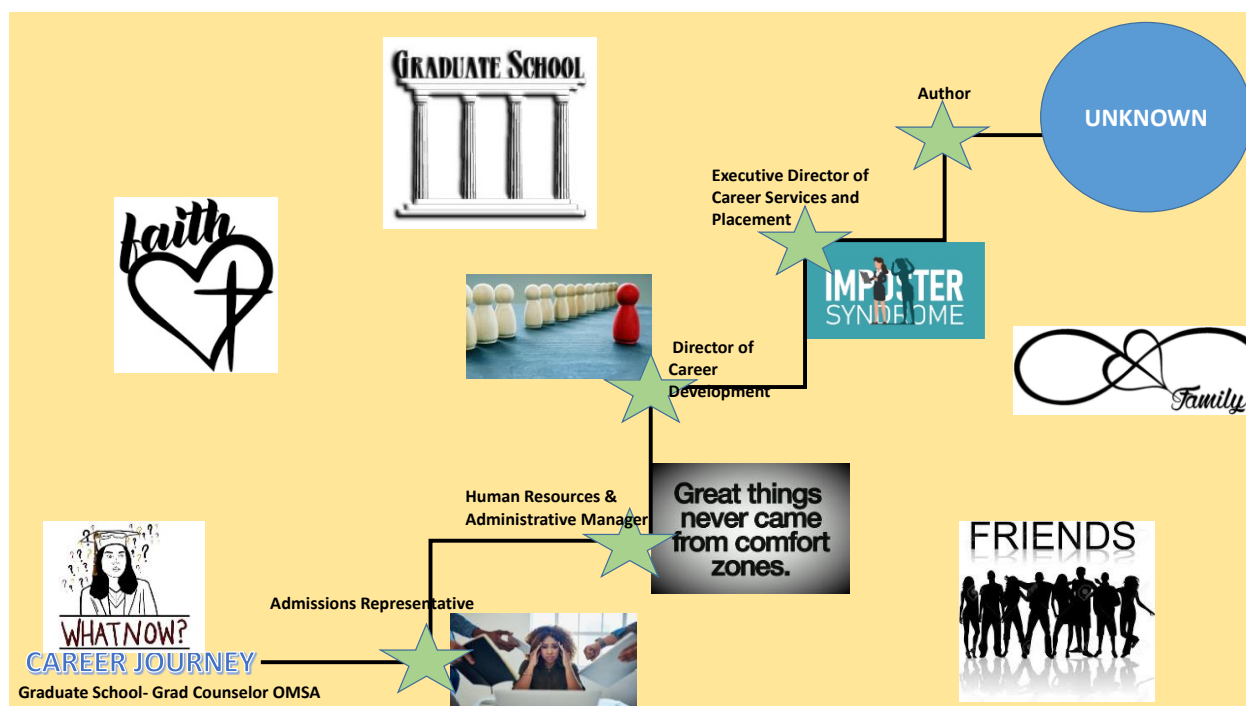 GRADUATE SCHOOL
Author
UNKNOWN
Executive Director of
Career Services and
Placement
faith
IMPOSTER
SYNDROME
Director of
Career
Development
Family
Human Resources &
Administrative Manager
Great things
never came
from comfort
zones.
FRIENDS
Admissions Representative
WHAT NOW?
CAREER JOURNEY
Graduate School- Grad Counselor OMSA